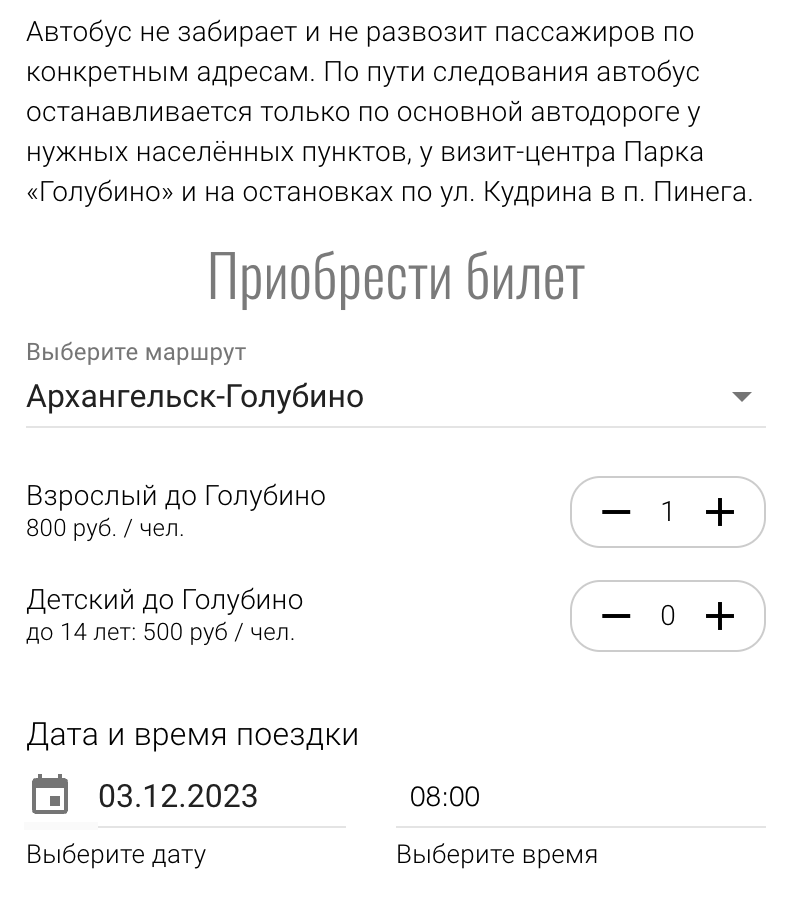 Автобус не забирает и не развозит пассажиров по
конкретным адресам. По пути следования автобус
останавливается только по основной автодороге у
нужных населённых пунктов, у визит-центра Парка
«Голубино» и на остановках по ул. Кудрина в п. Пинега.
Приобрести билет
Выберите маршрут
Архангельск-Голубино
Взрослый до Голубино
800 руб. / чел.
1
Детский до Голубино
до 14 лет: 500 руб / чел.
0
Дата и время поездки
03.12.2023
08:00
Выберите дату
Выберите время